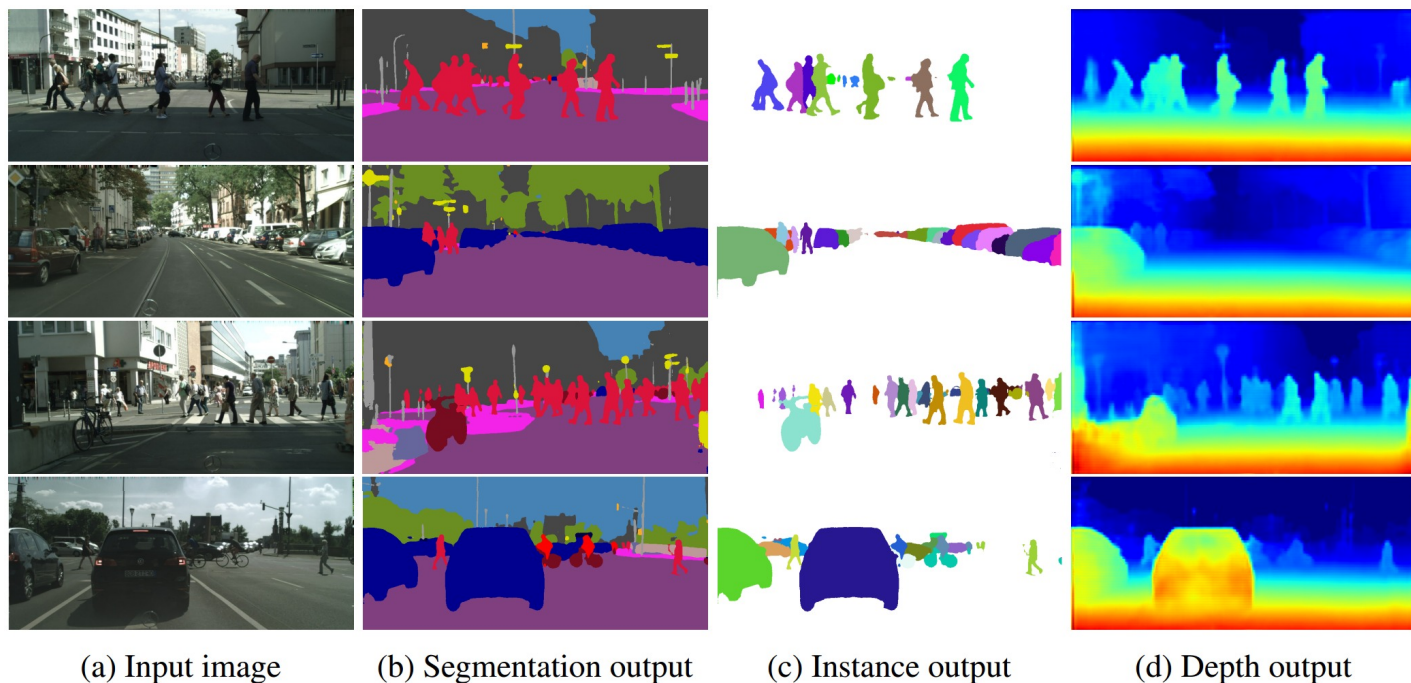 (a) Input image
(b) Segmentation output
(c) Instance output
(d) Depth output